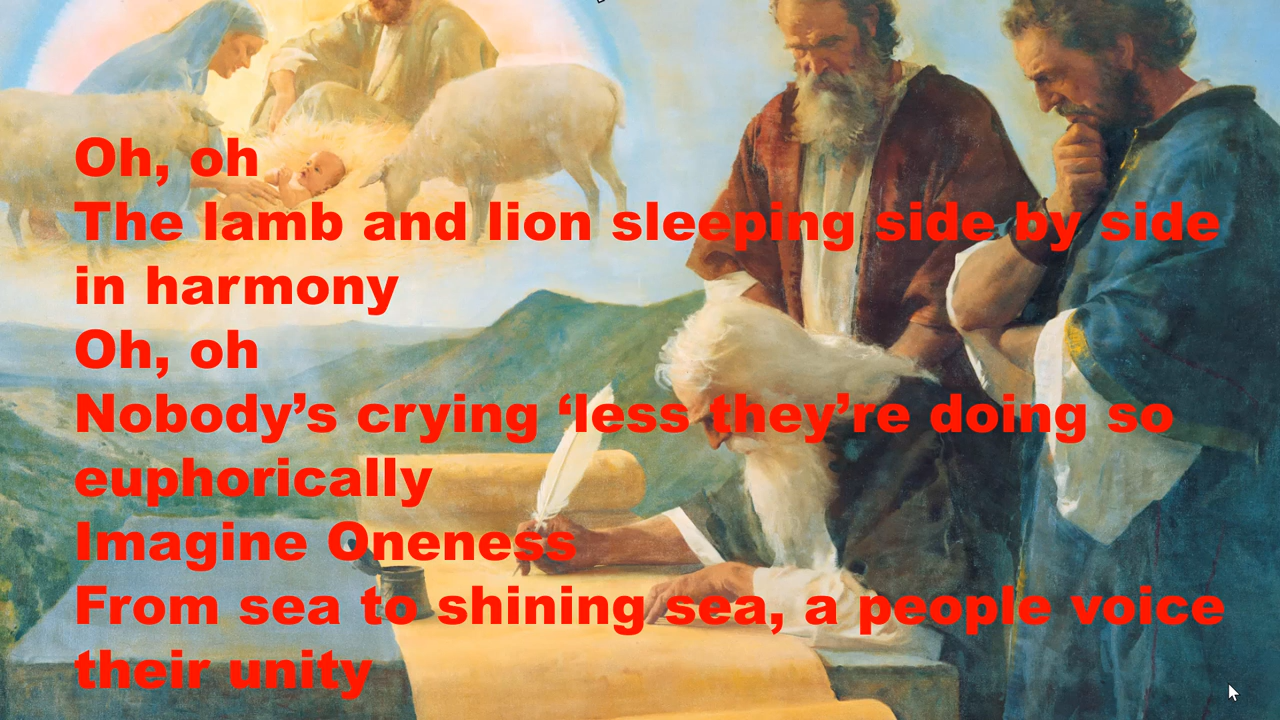 Oh, oh
The lamb and lion sleeping side by side
in harmony
Oh, oh
Nobody’s crying ‘less they’re doing so
euphorically
Imagine Oneness
From sea to shining sea, a people voice
their unity